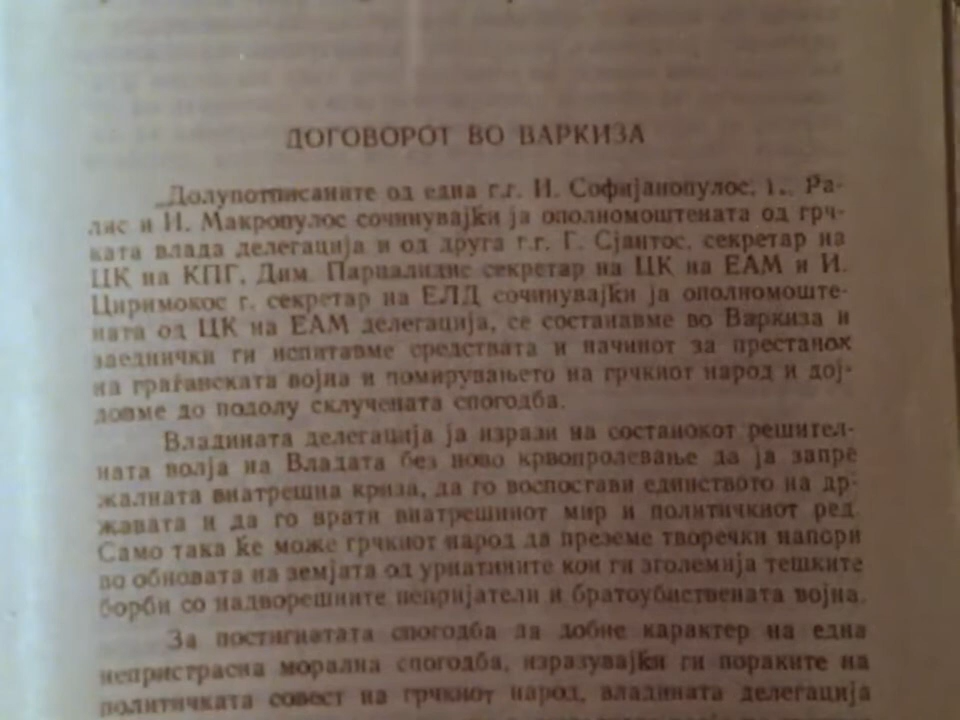 ДОГОВОРОТ ВО ВАРКИЗА
„Долупотписаните од една г.г. И. Софијанопулос, Ра-
лис и И. Макропулос сочинувајќи ја ополномоштената од грч-
ката влада делегација и од друга г.г. Г. Сјантос, секретар на
ЦК на КПГ, Дим. Парцалидис секретар на ЦК на ЕАМ и И.
Циримокос г. секретар на ЕЛД сочинувајќи ја ополномоште-
ната од ЦК на ЕАМ делегација, се состанавме во Варкиза и
заеднички ги испитавме средствата и начинот за престанок
на граѓанската војна и помирувањето на грчкиот народ и дој-
довме до подолу склучената спогодба.
Владината делегација ја изрази на состанокот решител-
ната волја на Владата без ново крвопролевање да ја запре
жалната внатрешна криза, да го воспостави единството на др-
жавата и да го врати внатрешниот мир и политичкиот ред.
Само така ќе може грчкиот народ да преземе творечки напори
во обновата на земјата од урнатините кои ги зголемија тешките
борби со надворешните непријатели и братоубиствената војна.
За постигнатата спогодба да добие карактер на една
непристрасна морална спогодба, изразувајќи ги пораките на
политичката совест на грчкиот народ, владината делегација